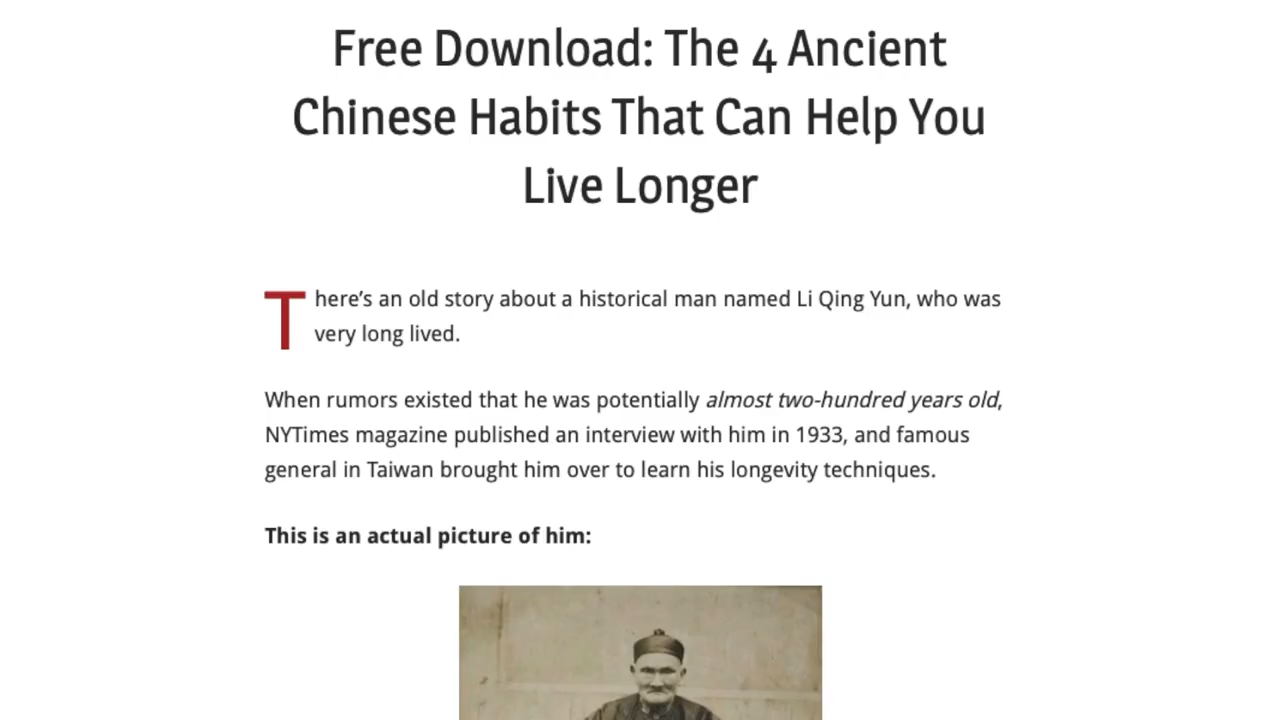 Free Download: The 4 Ancient
Chinese Habits That Can Help You
Live Longer
There’s an old story about a historical man named Li Qing Yun, who was
very long lived.
When rumors existed that he was potentially almost two-hundred years old,
NYTimes magazine published an interview with him in 1933, and famous
general in Taiwan brought him over to learn his longevity techniques.
This is an actual picture of him: